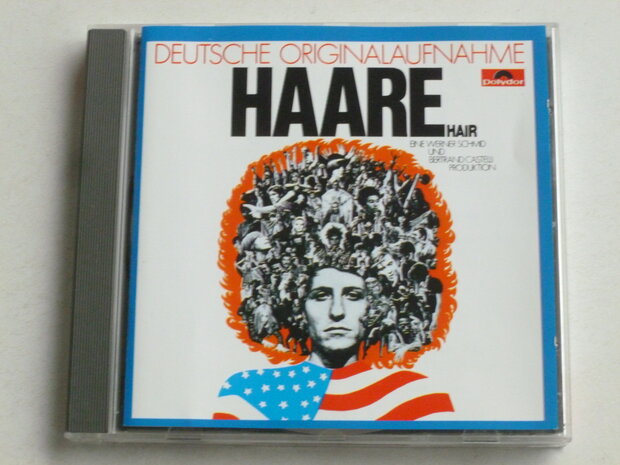 DEUTSCHE ORIGINALAUFNAHME
HAARE HAIR
Polydor
EINE WERNER SCHMID
UND
BERTRAND CASTELLI
PRODUKTION